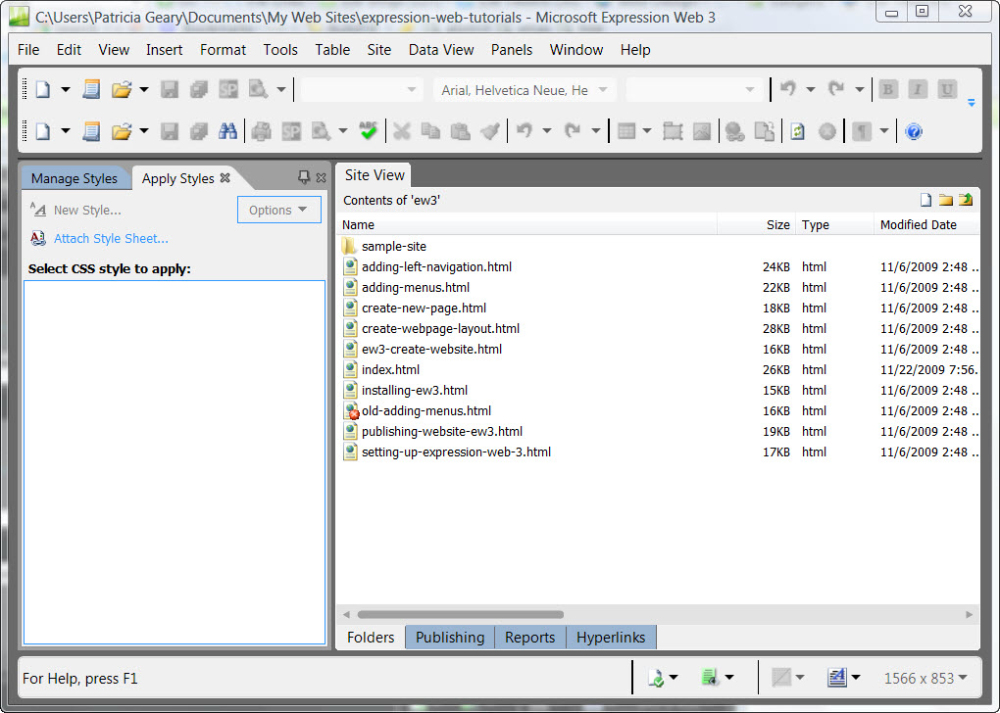 C:\Users\Patricia Geary\Documents\My Web Sites\expression-web-tutorials - Microsoft Expression Web 3
File Edit View Insert Format Tools Table Site Data View Panels Window Help
SP Arial, Helvetica Neue, He B I U
SP ABC
Manage Styles Apply Styles
New Style... Options
Attach Style Sheet...
Select CSS style to apply:
Site View
Contents of 'ew3'
Name Size Type Modified Date
sample-site
adding-left-navigation.html 24KB html 11/6/2009 2:48 ..
adding-menus.html 22KB html 11/6/2009 2:48 ..
create-new-page.html 18KB html 11/6/2009 2:48 ..
create-webpage-layout.html 28KB html 11/6/2009 2:48 ..
ew3-create-website.html 16KB html 11/6/2009 2:48 ..
index.html 26KB html 11/22/2009 7:56.
installing-ew3.html 15KB html 11/6/2009 2:48 ..
old-adding-menus.html 16KB html 11/6/2009 2:48 ..
publishing-website-ew3.html 19KB html 11/6/2009 2:48 ..
setting-up-expression-web-3.html 17KB html 11/6/2009 2:48 ..
Folders Publishing Reports Hyperlinks
For Help, press F1 1566 x 853